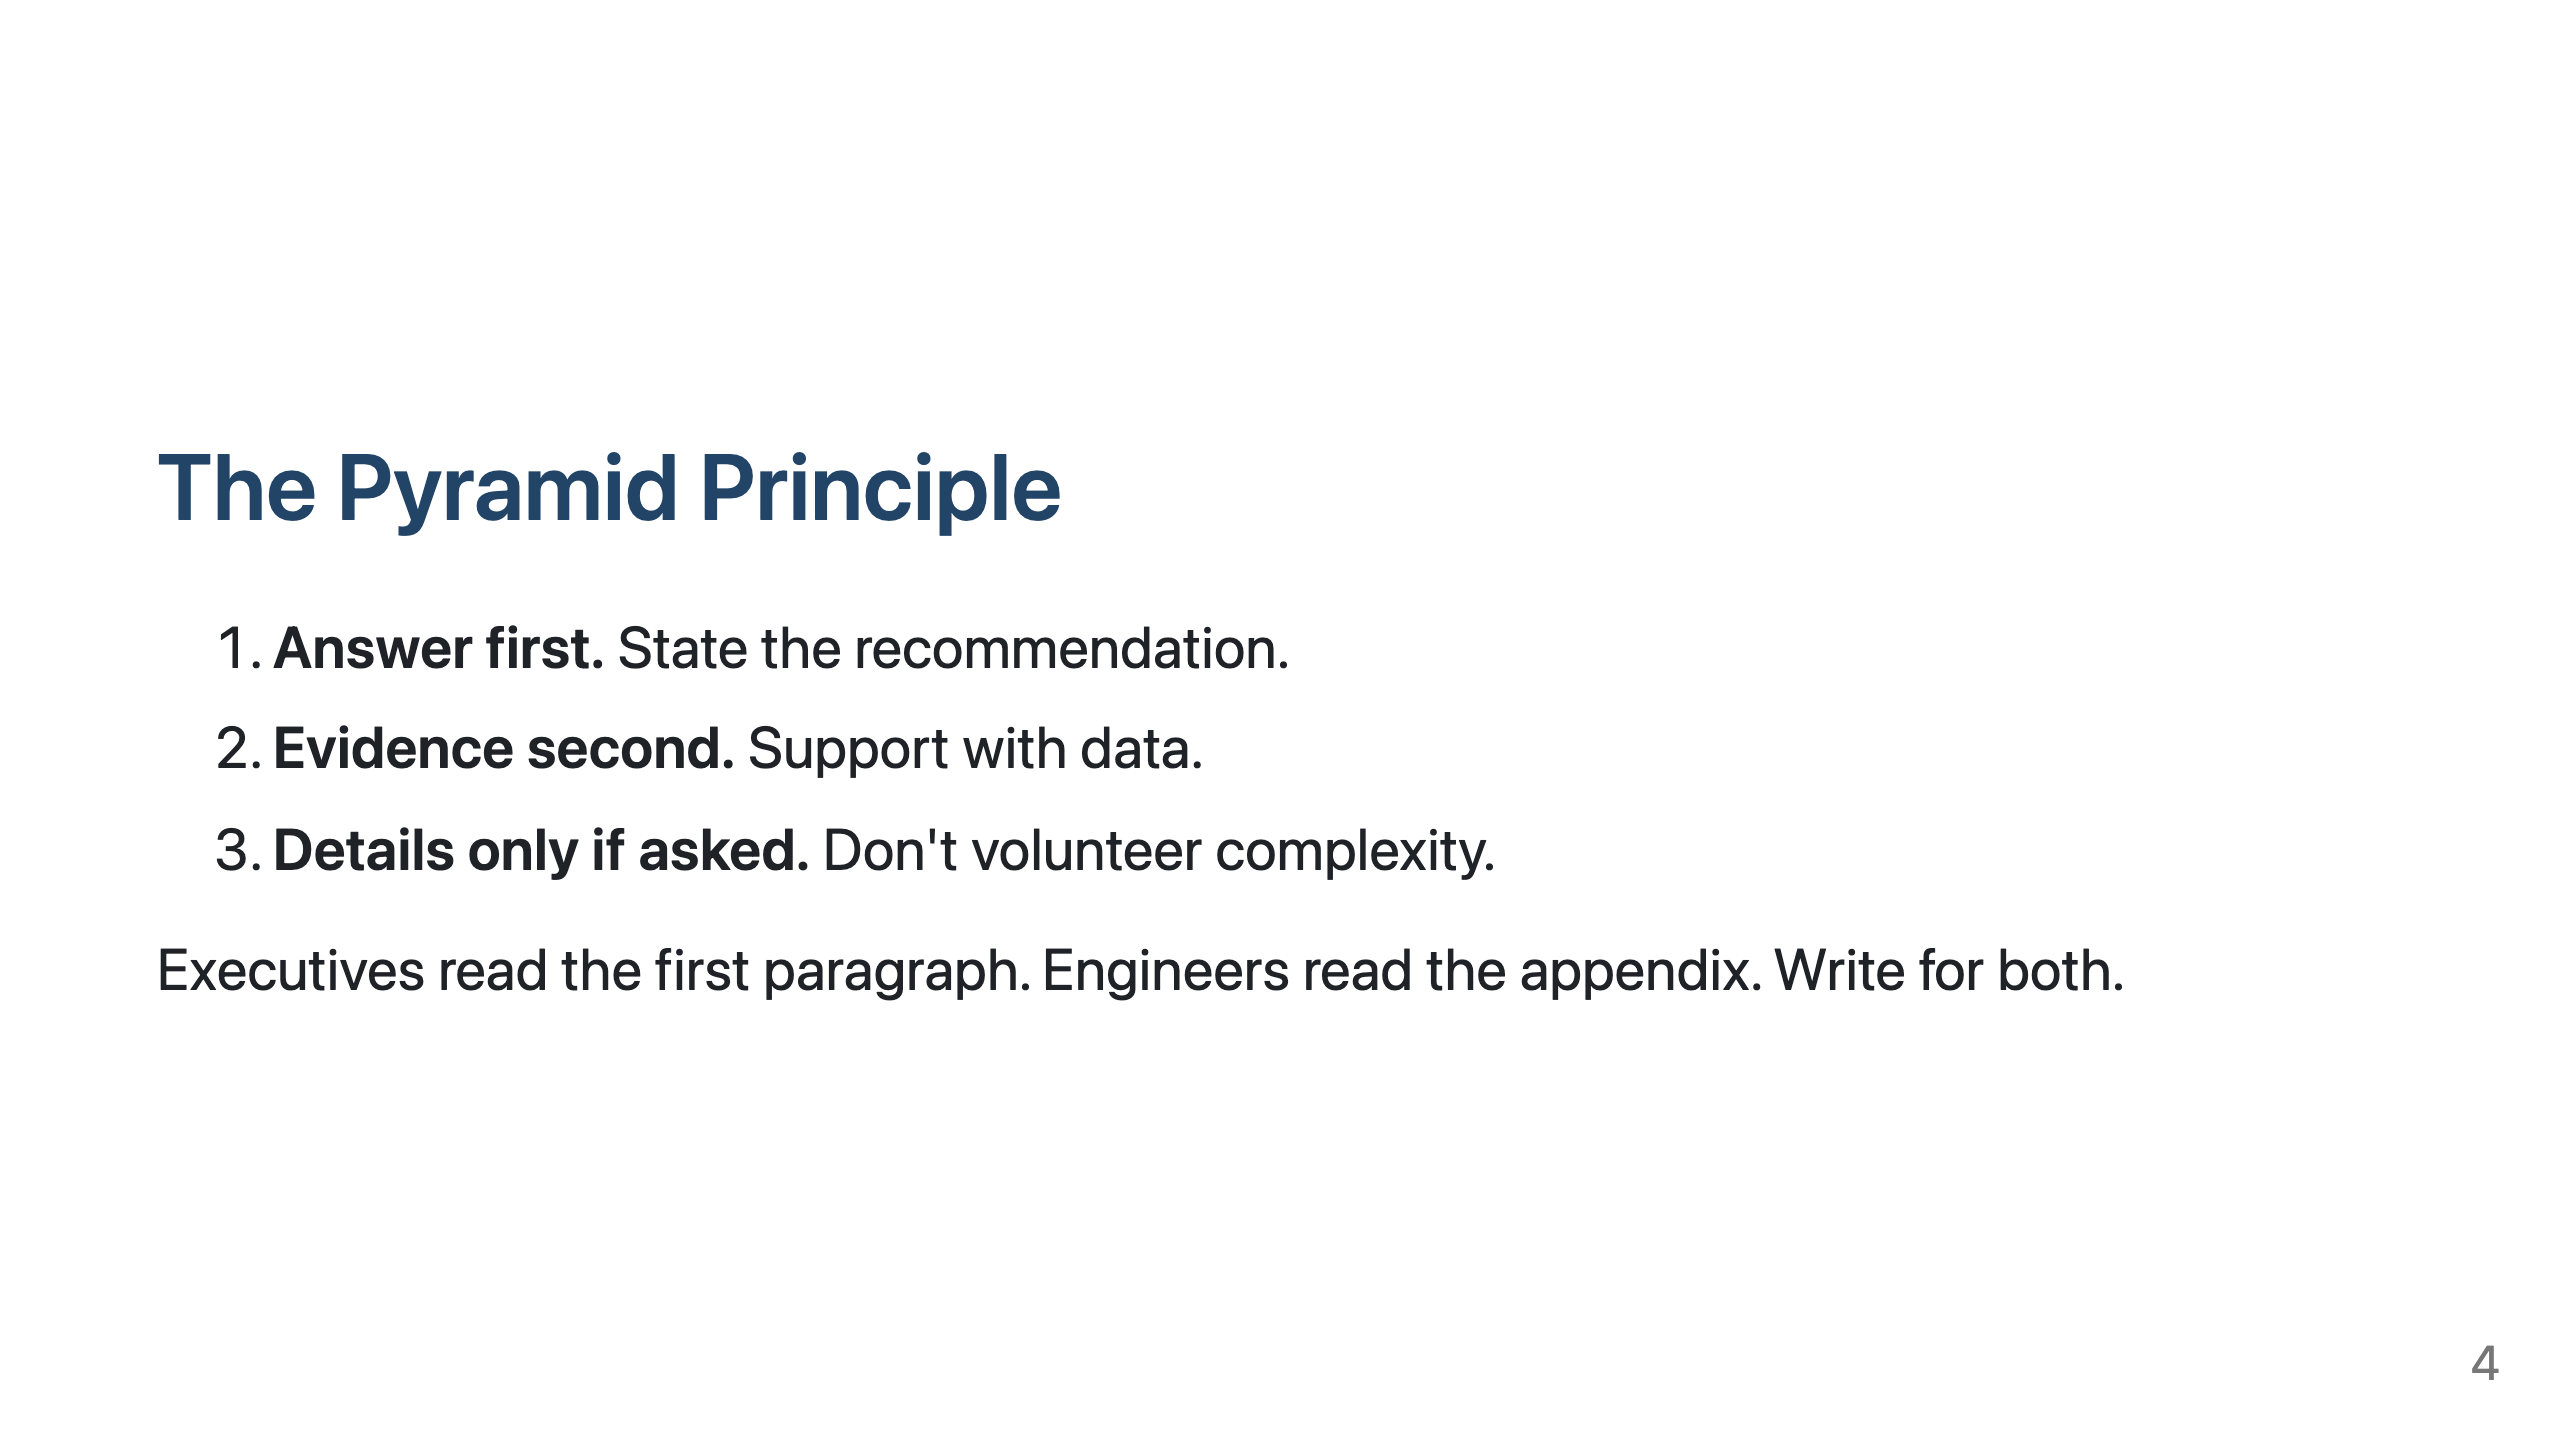 The Pyramid Principle
1. Answer first. State the recommendation.
2. Evidence second. Support with data.
3. Details only if asked. Don't volunteer complexity.
Executives read the first paragraph. Engineers read the appendix. Write for both.
4